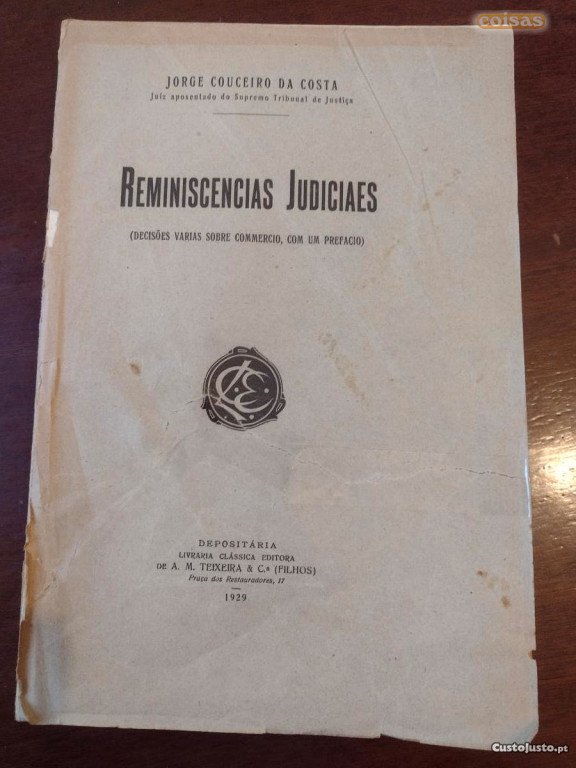 coisas
JORGE COUCEIRO DA COSTA
Juiz aposentado do Supremo Tribunal de Justiça
REMINISCENCIAS JUDICIAES
(DECISÕES VARIAS SOBRE COMMERCIO, COM UM PREFACIO)
DEPOSITÁRIA
LIVRARIA CLÁSSICA EDITORA
DE A. M. TEIXEIRA & C.ª (FILHOS)
Praça dos Restauradores, 17
1929
CustoJusto.pt